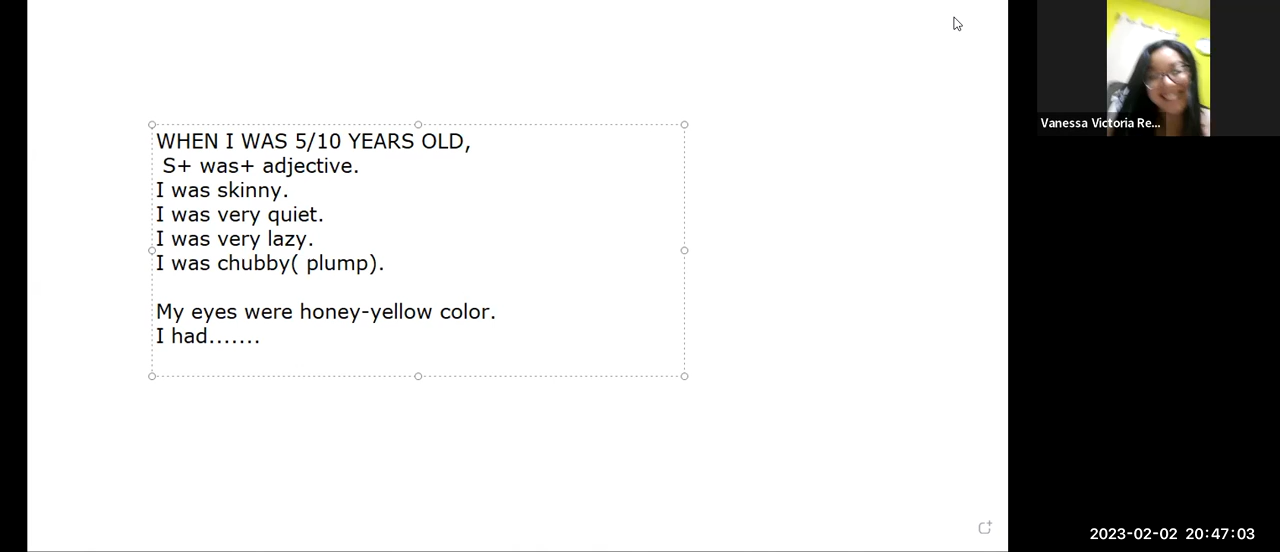 WHEN I WAS 5/10 YEARS OLD,
S+ was+ adjective.
I was skinny.
I was very quiet.
I was very lazy.
I was chubby( plump).
My eyes were honey-yellow color.
I had.......
Vanessa Victoria Re...
2023-02-02 20:47:03